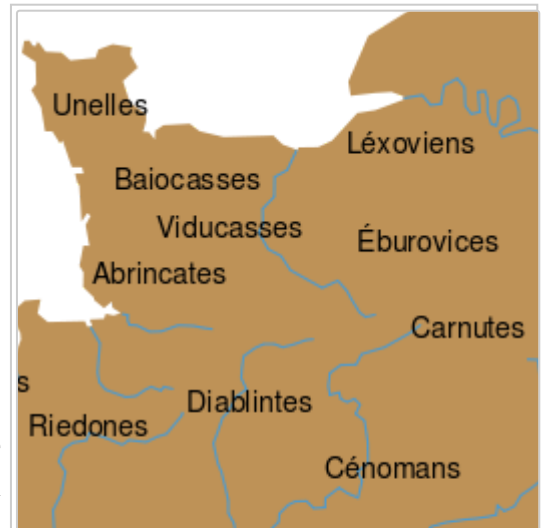 Unelles
Léxoviens
Baiocasses
Viducasses
Éburovices
Abrincates
Carnutes
s
Diablintes
Riedones
Cénomans